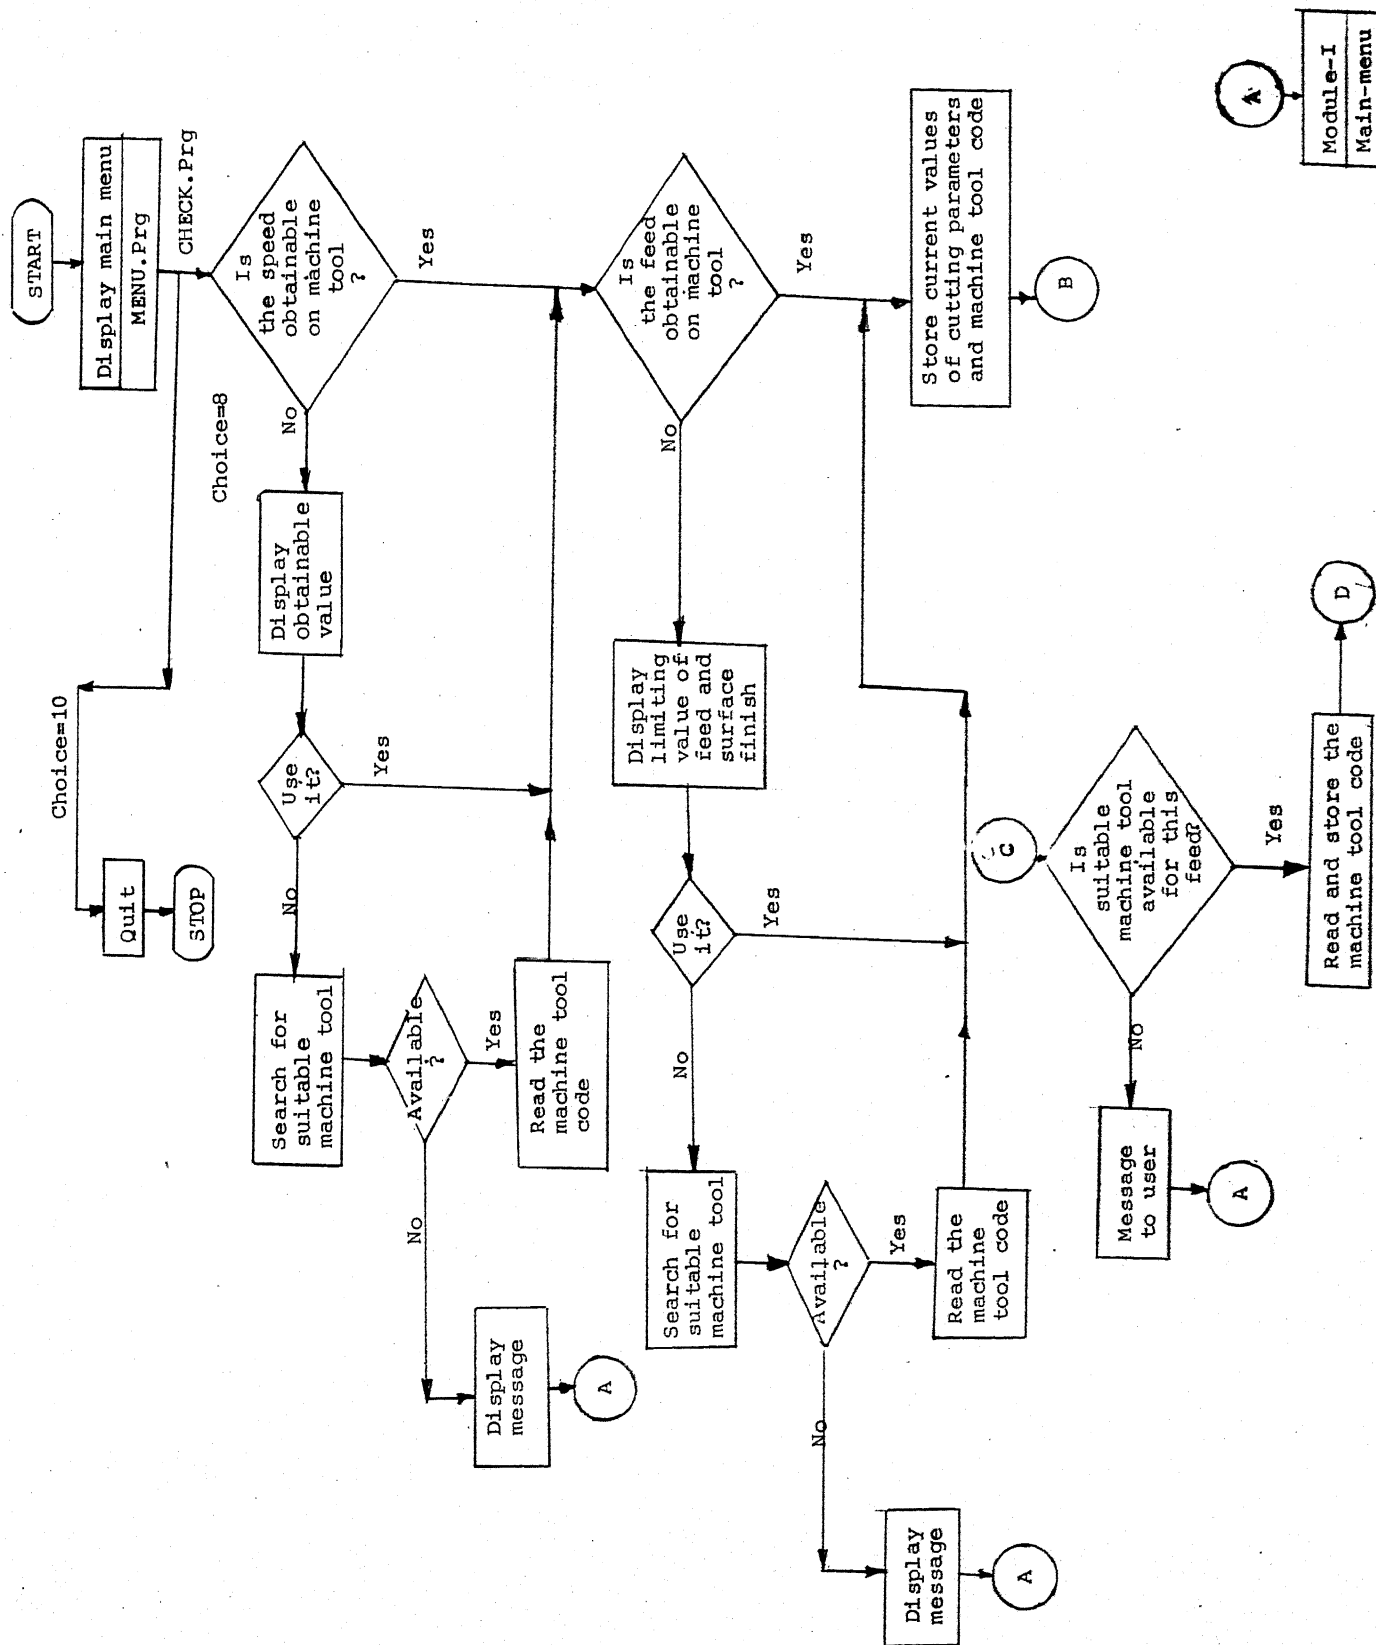 START
Display main menu
MENU.Prg
CHECK.Prg
Choice=10
Quit
STOP
Is
the speed
obtainable
on machine
tool
?
Yes
No
Choice=8
Display
obtainable
value
Use
it?
Yes
No
Search for
suitable
machine tool
Available
?
Yes
No
Read the
machine tool
code
Display
message
A
Is
the feed
obtainable
on machine
tool
?
Yes
No
Display
limiting
value of
feed and
surface
finish
Use
it?
Yes
No
Search for
suitable
machine tool
Available
?
Yes
No
Read the
machine
tool code
Display
message
A
Store current values
of cutting parameters
and machine tool code
B
C
Is
suitable
machine tool
available
for this
feed?
Yes
No
Message
to user
A
Read and store the
machine tool code
D
A
Module-I
Main-menu